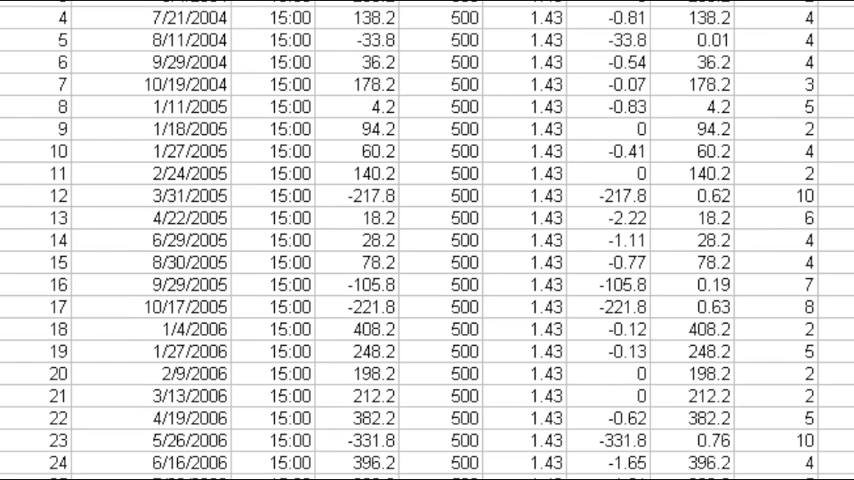 4 7/21/2004 15:00 138.2 500 1.43 -0.81 138.2 4
5 8/11/2004 15:00 -33.8 500 1.43 -33.8 0.01 4
6 9/29/2004 15:00 36.2 500 1.43 -0.54 36.2 4
7 10/19/2004 15:00 178.2 500 1.43 -0.07 178.2 3
8 1/11/2005 15:00 4.2 500 1.43 -0.83 4.2 5
9 1/18/2005 15:00 94.2 500 1.43 0 94.2 2
10 1/27/2005 15:00 60.2 500 1.43 -0.41 60.2 4
11 2/24/2005 15:00 140.2 500 1.43 0 140.2 2
12 3/31/2005 15:00 -217.8 500 1.43 -217.8 0.62 10
13 4/22/2005 15:00 18.2 500 1.43 -2.22 18.2 6
14 6/29/2005 15:00 28.2 500 1.43 -1.11 28.2 4
15 8/30/2005 15:00 78.2 500 1.43 -0.77 78.2 4
16 9/29/2005 15:00 -105.8 500 1.43 -105.8 0.19 7
17 10/17/2005 15:00 -221.8 500 1.43 -221.8 0.63 8
18 1/4/2006 15:00 408.2 500 1.43 -0.12 408.2 2
19 1/27/2006 15:00 248.2 500 1.43 -0.13 248.2 5
20 2/9/2006 15:00 198.2 500 1.43 0 198.2 2
21 3/13/2006 15:00 212.2 500 1.43 0 212.2 2
22 4/19/2006 15:00 382.2 500 1.43 -0.62 382.2 5
23 5/26/2006 15:00 -331.8 500 1.43 -331.8 0.76 10
24 6/16/2006 15:00 396.2 500 1.43 -1.65 396.2 4